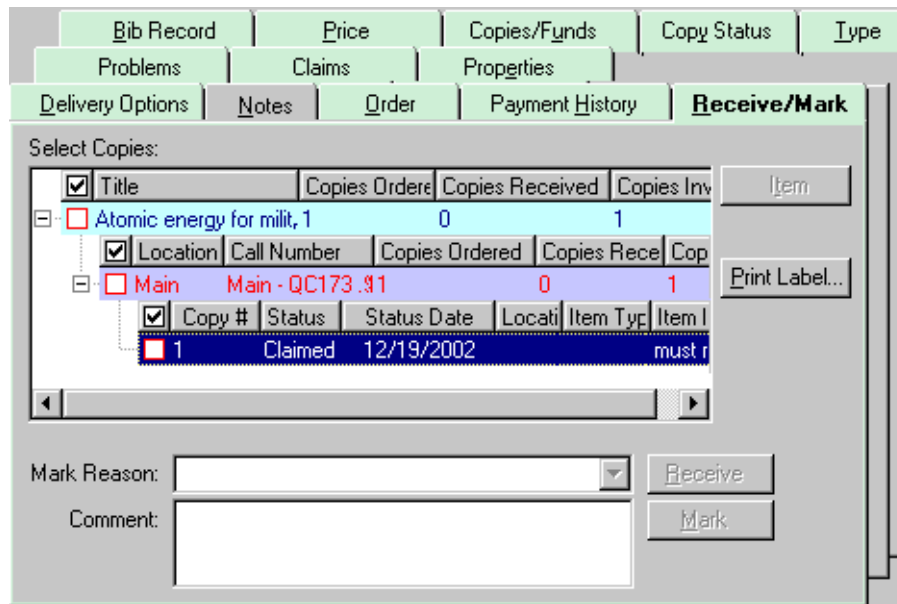 Bib Record Price Copies/Funds Copy Status Type
Problems Claims Properties
Delivery Options Notes Order Payment History Receive/Mark
Select Copies:
Title Copies Ordere Copies Received Copies Inv Item
Atomic energy for milit, 1 0 1
Location Call Number Copies Ordered Copies Rece Cop
Main Main - QC173 . 1 0 1 Print Label...
Copy # Status Status Date Locati Item Typ Item I
1 Claimed 12/19/2002 must r
Mark Reason: Receive
Comment: Mark